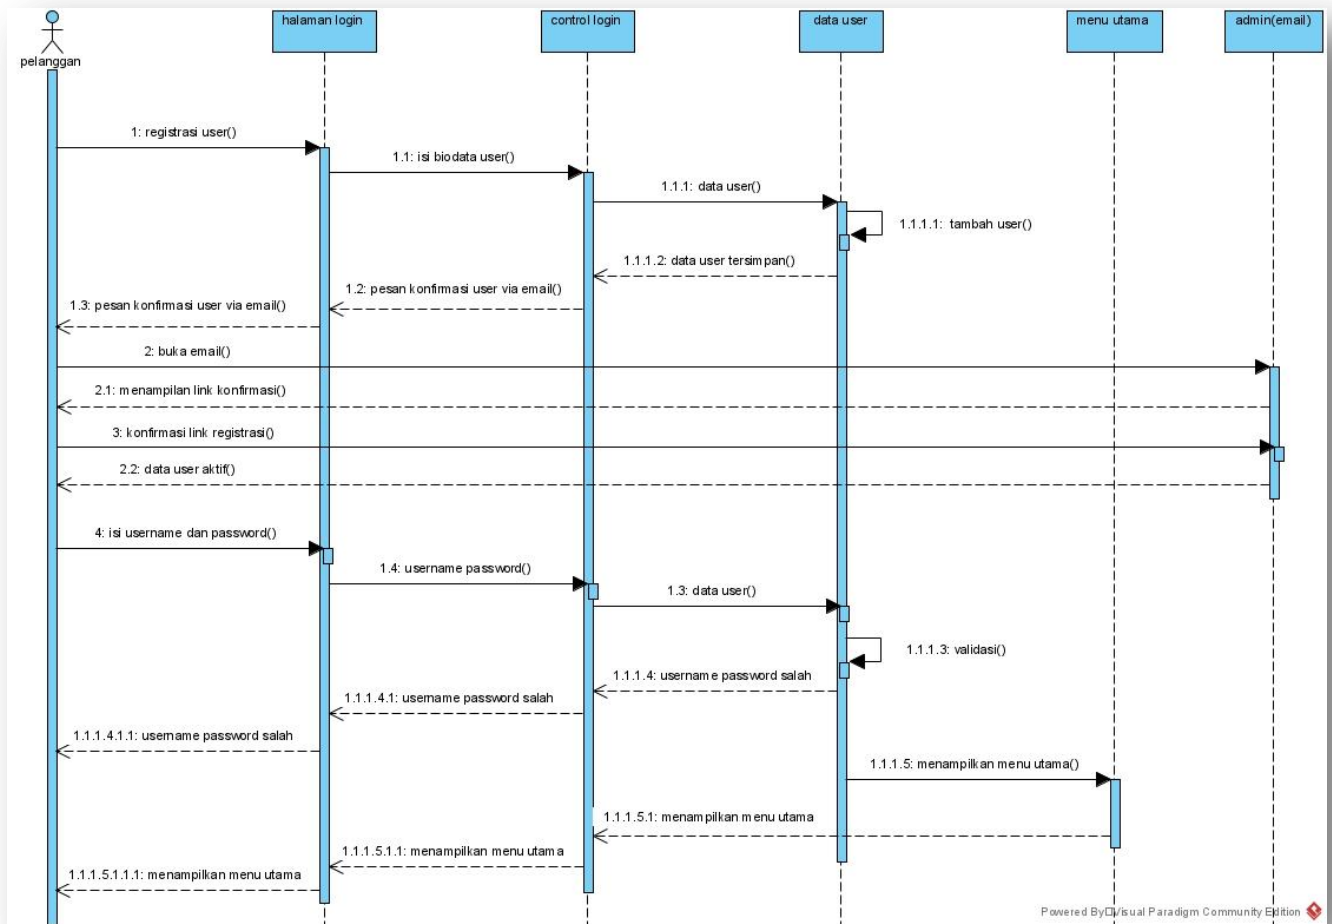 halaman login
control login
data user
menu utama
admin(email)
pelanggan
1: registrasi user()
1.1: isi biodata user()
1.1.1: data user()
1.1.1.1: tambah user()
1.1.1.2: data user tersimpan()
1.2: pesan konfirmasi user via email()
1.3: pesan konfirmasi user via email()
2: buka email()
2.1: menampilan link konfirmasi()
3: konfirmasi link registrasi()
2.2: data user aktif()
4: isi username dan password()
1.4: username password()
1.3: data user()
1.1.1.3: validasi()
1.1.1.4: username password salah
1.1.1.4.1: username password salah
1.1.1.4.1.1: username password salah
1.1.1.5: menampilkan menu utama()
1.1.1.5.1: menampilkan menu utama
1.1.1.5.1.1: menampilkan menu utama
1.1.1.5.1.1.1: menampilkan menu utama
Powered By□Visual Paradigm Community Edition